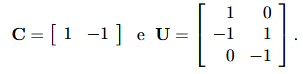 1 0
C = [ 1 −1 ] e U = −1 1 .
0 −1